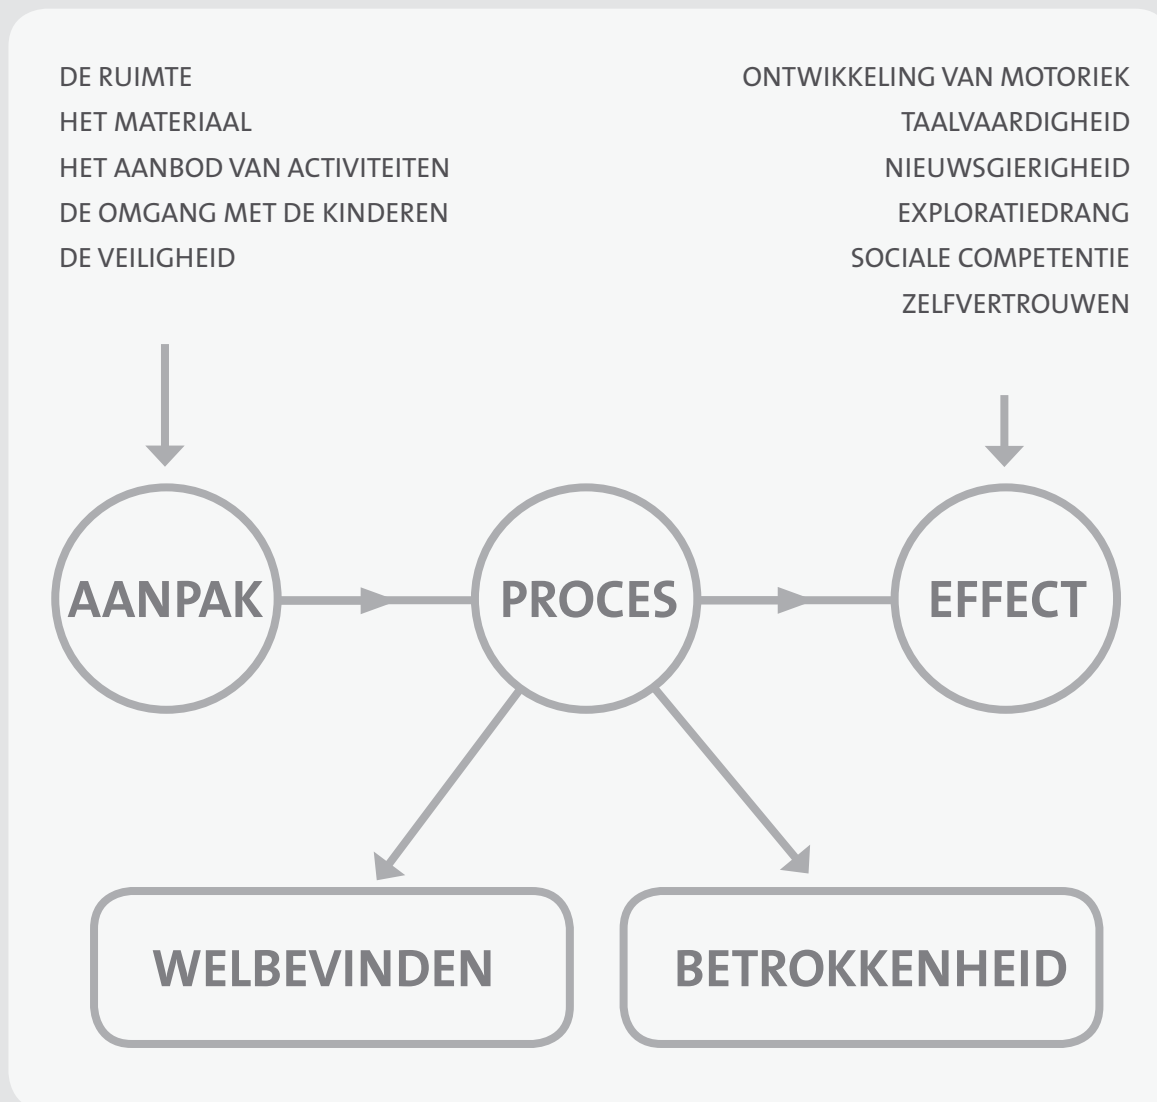 DE RUIMTE
HET MATERIAAL
HET AANBOD VAN ACTIVITEITEN
DE OMGANG MET DE KINDEREN
DE VEILIGHEID
ONTWIKKELING VAN MOTORIEK
TAALVAARDIGHEID
NIEUWSGIERIGHEID
EXPLORATIEDRANG
SOCIALE COMPETENTIE
ZELFVERTROUWEN
AANPAK
PROCES
EFFECT
WELBEVINDEN
BETROKKENHEID